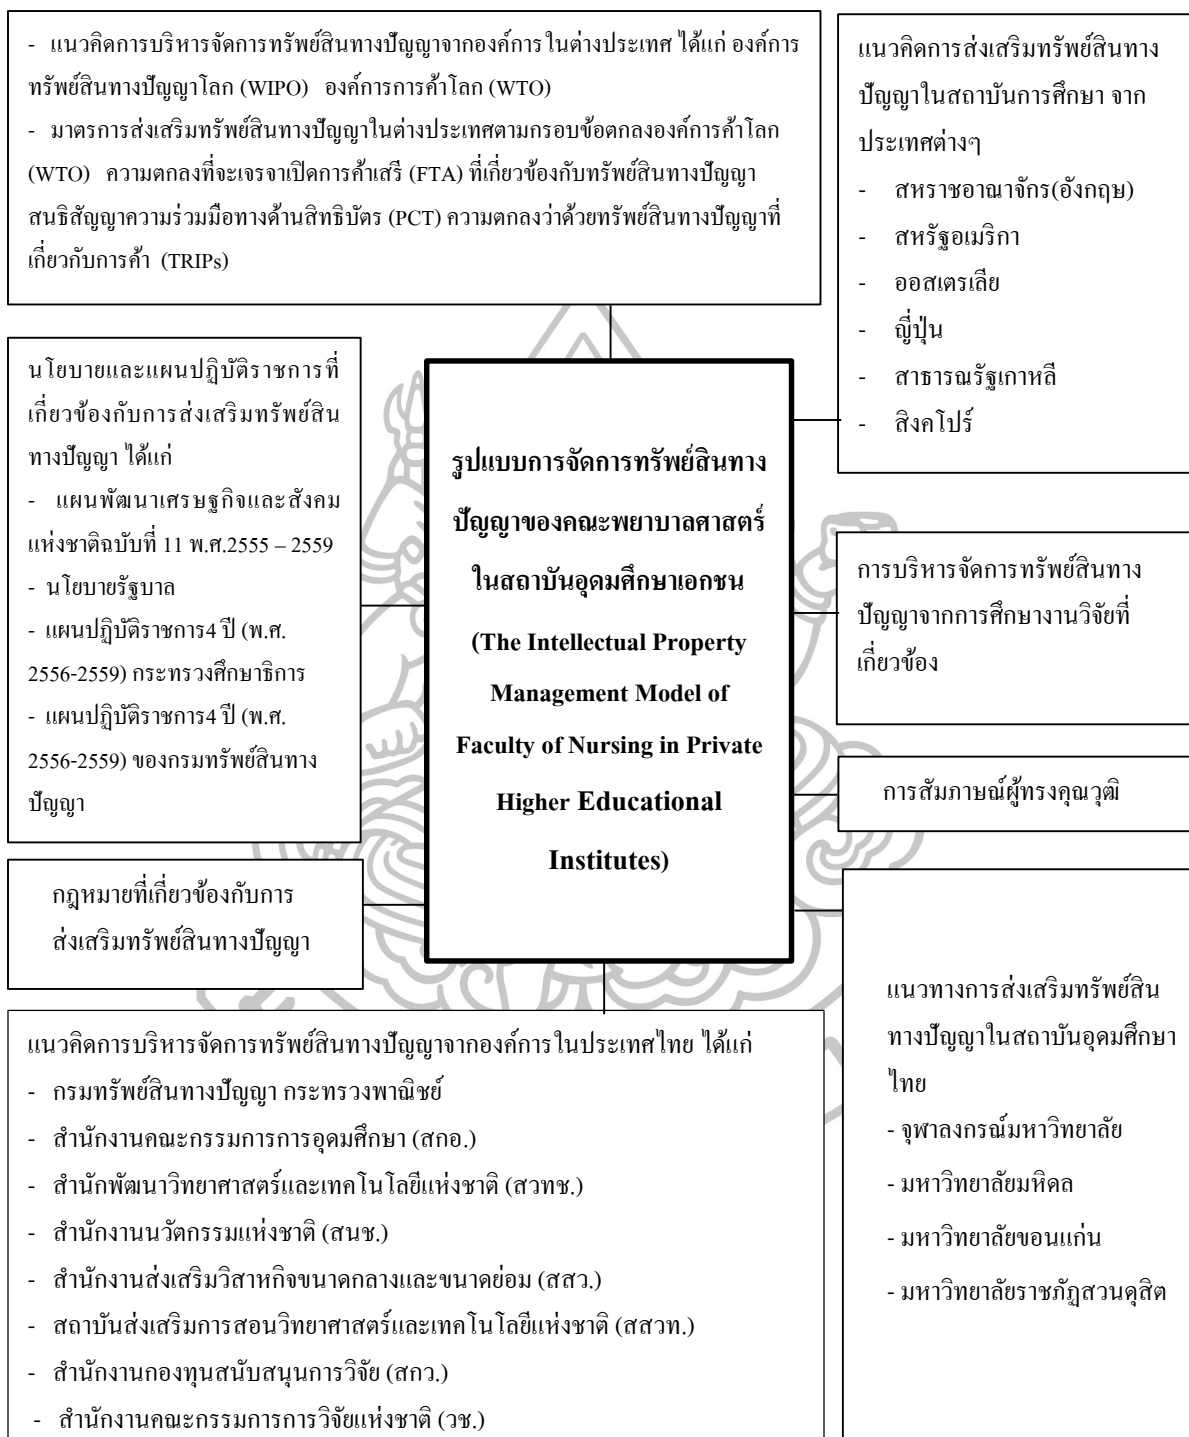 - แนวคิดการบริหารจัดการทรัพย์สินทางปัญญาจากองค์การในต่างประเทศ ได้แก่ องค์การ
ทรัพย์สินทางปัญญาโลก (WIPO) องค์การการค้าโลก (WTO)
- มาตรการส่งเสริมทรัพย์สินทางปัญญาในต่างประเทศตามกรอบข้อตกลงองค์การค้าโลก
(WTO) ความตกลงที่จะเจรจาเปิดการค้าเสรี (FTA) ที่เกี่ยวข้องกับทรัพย์สินทางปัญญา
สนธิสัญญาความร่วมมือทางด้านสิทธิบัตร (PCT) ความตกลงว่าด้วยทรัพย์สินทางปัญญาที่
เกี่ยวกับการค้า (TRIPs)
แนวคิดการส่งเสริมทรัพย์สินทาง
ปัญญาในสถาบันการศึกษา จาก
ประเทศต่างๆ
- สหราชอาณาจักร(อังกฤษ)
- สหรัฐอเมริกา
- ออสเตรเลีย
- ญี่ปุ่น
- สาธารณรัฐเกาหลี
- สิงคโปร์
นโยบายและแผนปฏิบัติราชการที่
เกี่ยวข้องกับการส่งเสริมทรัพย์สิน
ทางปัญญา ได้แก่
- แผนพัฒนาเศรษฐกิจและสังคม
แห่งชาติฉบับที่ 11 พ.ศ.2555 – 2559
- นโยบายรัฐบาล
- แผนปฏิบัติราชการ4 ปี (พ.ศ.
2556-2559) กระทรวงศึกษาธิการ
- แผนปฏิบัติราชการ4 ปี (พ.ศ.
2556-2559) ของกรมทรัพย์สินทาง
ปัญญา
รูปแบบการจัดการทรัพย์สินทาง
ปัญญาของคณะพยาบาลศาสตร์
ในสถาบันอุดมศึกษาเอกชน
(The Intellectual Property
Management Model of
Faculty of Nursing in Private
Higher Educational
Institutes)
การบริหารจัดการทรัพย์สินทาง
ปัญญาจากการศึกษางานวิจัยที่
เกี่ยวข้อง
การสัมภาษณ์ผู้ทรงคุณวุฒิ
กฎหมายที่เกี่ยวข้องกับการ
ส่งเสริมทรัพย์สินทางปัญญา
แนวทางการส่งเสริมทรัพย์สิน
ทางปัญญาในสถาบันอุดมศึกษา
ไทย
- จุฬาลงกรณ์มหาวิทยาลัย
- มหาวิทยาลัยมหิดล
- มหาวิทยาลัยขอนแก่น
- มหาวิทยาลัยราชภัฏสวนดุสิต
แนวคิดการบริหารจัดการทรัพย์สินทางปัญญาจากองค์การในประเทศไทย ได้แก่
- กรมทรัพย์สินทางปัญญา กระทรวงพาณิชย์
- สำนักงานคณะกรรมการการอุดมศึกษา (สกอ.)
- สำนักพัฒนาวิทยาศาสตร์และเทคโนโลยีแห่งชาติ (สวทช.)
- สำนักงานนวัตกรรมแห่งชาติ (สนช.)
- สำนักงานส่งเสริมวิสาหกิจขนาดกลางและขนาดย่อม (สสว.)
- สถาบันส่งเสริมการสอนวิทยาศาสตร์และเทคโนโลยีแห่งชาติ (สสวท.)
- สำนักงานกองทุนสนับสนุนการวิจัย (สกว.)
- สำนักงานคณะกรรมการการวิจัยแห่งชาติ (วช.)